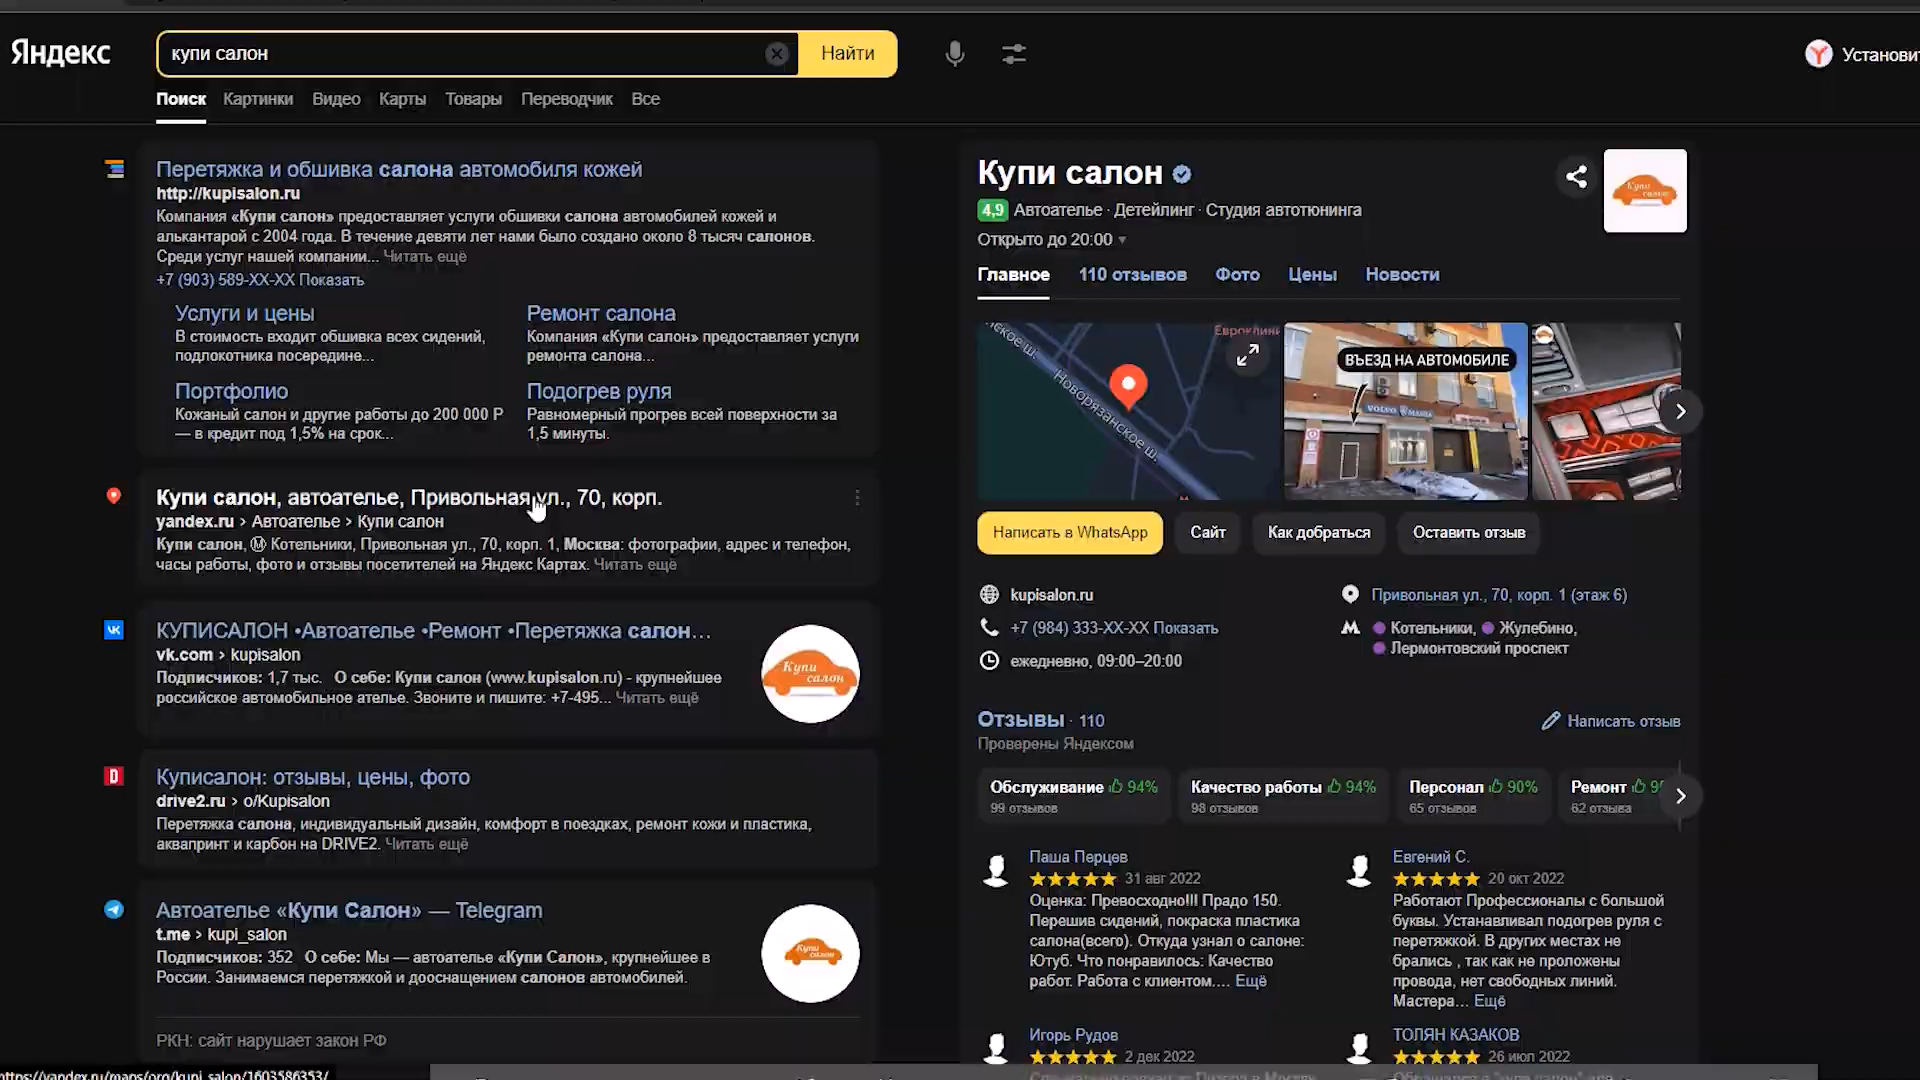 Яндекс
купи салон
Найти
Установи
Поиск Картинки Видео Карты Товары Переводчик Все
Перетяжка и обшивка салона автомобиля кожей
http://kupisalon.ru
Компания «Купи салон» предоставляет услуги обшивки салона автомобилей кожей и
алькантарой с 2004 года. В течение девяти лет нами было создано около 8 тысяч салонов.
Среди услуг нашей компании... Читать ещё
+7 (903) 589-XX-XX Показать
Услуги и цены
В стоимость входит обшивка всех сидений,
подлокотника посередине...
Ремонт салона
Компания «Купи салон» предоставляет услуги
ремонта салона...
Портфолио
Кожаный салон и другие работы до 200 000 Р
— в кредит под 1,5% на срок...
Подогрев руля
Равномерный прогрев всей поверхности за
1,5 минуты.
Купи салон, автоателье, Привольная ул., 70, корп.
yandex.ru › Автоателье › Купи салон
Купи салон, Ⓜ Котельники, Привольная ул., 70, корп. 1, Москва: фотографии, адрес и телефон,
часы работы, фото и отзывы посетителей на Яндекс Картах. Читать ещё
КУПИСАЛОН •Автоателье •Ремонт •Перетяжка салон...
vk.com › kupisalon
Подписчиков: 1,7 тыс. О себе: Купи салон (www.kupisalon.ru) - крупнейшее
российское автомобильное ателье. Звоните и пишите: +7-495... Читать ещё
Купи
салон
Куписалон: отзывы, цены, фото
drive2.ru › o/Kupisalon
Перетяжка салона, индивидуальный дизайн, комфорт в поездках, ремонт кожи и пластика,
аквапринт и карбон на DRIVE2. Читать ещё
Автоателье «Купи Салон» — Telegram
t.me › kupi_salon
Подписчиков: 352 О себе: Мы — автоателье «Купи Салон», крупнейшее в
России. Занимаемся перетяжкой и дооснащением салонов автомобилей.
Купи
салон
РКН: сайт нарушает закон РФ
https://yandex.ru/maps/org/kupi_salon/1603586353/
Купи салон
Купи
салон
4,9 Автоателье · Детейлинг · Студия автотюнинга
Открыто до 20:00
Главное 110 отзывов Фото Цены Новости
Новорязанское ш.
ВЪЕЗД НА АВТОМОБИЛЕ
VOLVO MANIA
Написать в WhatsApp
Сайт
Как добраться
Оставить отзыв
kupisalon.ru
+7 (984) 333-XX-XX Показать
ежедневно, 09:00–20:00
Привольная ул., 70, корп. 1 (этаж 6)
Котельники, Жулебино,
Лермонтовский проспект
Отзывы · 110
Написать отзыв
Проверены Яндексом
Обслуживание 94%
99 отзывов
Качество работы 94%
98 отзывов
Персонал 90%
65 отзывов
Ремонт
62 отзыва
Паша Перцев
31 авг 2022
Оценка: Превосходно!!! Прадо 150.
Перешив сидений, покраска пластика
салона(всего). Откуда узнал о салоне:
Ютуб. Что понравилось: Качество
работ. Работа с клиентом.... Ещё
Евгений С.
20 окт 2022
Работают Профессионалы с большой
буквы. Устанавливал подогрев руля с
перетяжкой. В других местах не
брались , так как не проложены
провода, нет свободных линий.
Мастера... Ещё
Игорь Рудов
2 дек 2022
ТОЛЯН КАЗАКОВ
26 июл 2022